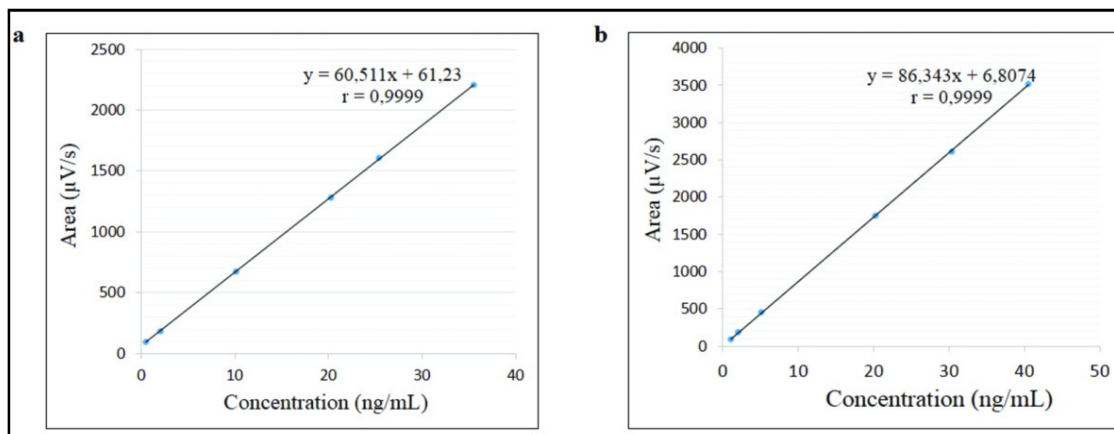 a
2500
y = 60,511x + 61,23
r = 0,9999
2000
1500
1000
500
0
0 10 20 30 40
Area (µV/s)
Concentration (ng/mL)
b
4000
y = 86,343x + 6,8074
r = 0,9999
3500
3000
2500
2000
1500
1000
500
0
0 10 20 30 40 50
Area (µV/s)
Concentration (ng/mL)